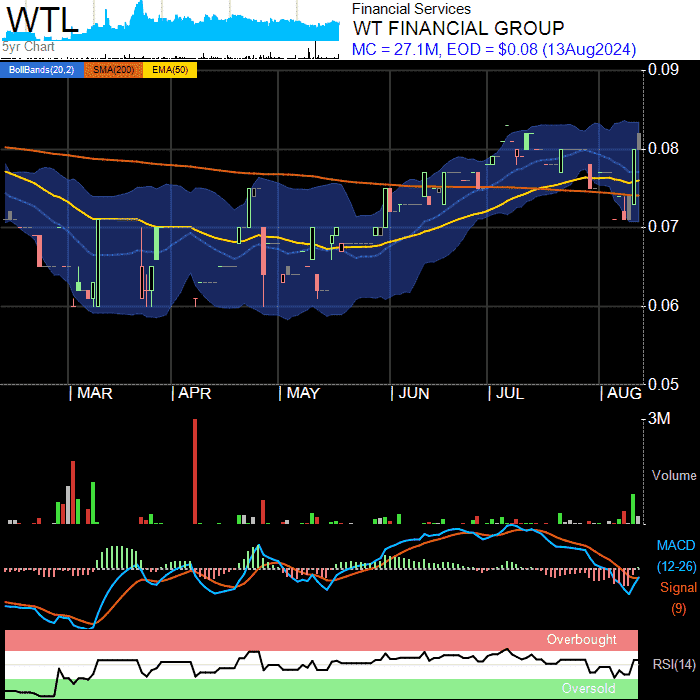 WTL
5yr Chart
Financial Services
WT FINANCIAL GROUP
MC = 27.1M, EOD = $0.08 (13Aug2024)
BollBands(20,2) SMA(200) EMA(50)
0.09
0.08
0.07
0.06
0.05
MAR APR MAY JUN JUL AUG
3M
Volume
MACD
(12-26)
Signal
(9)
Overbought
RSI(14)
Oversold